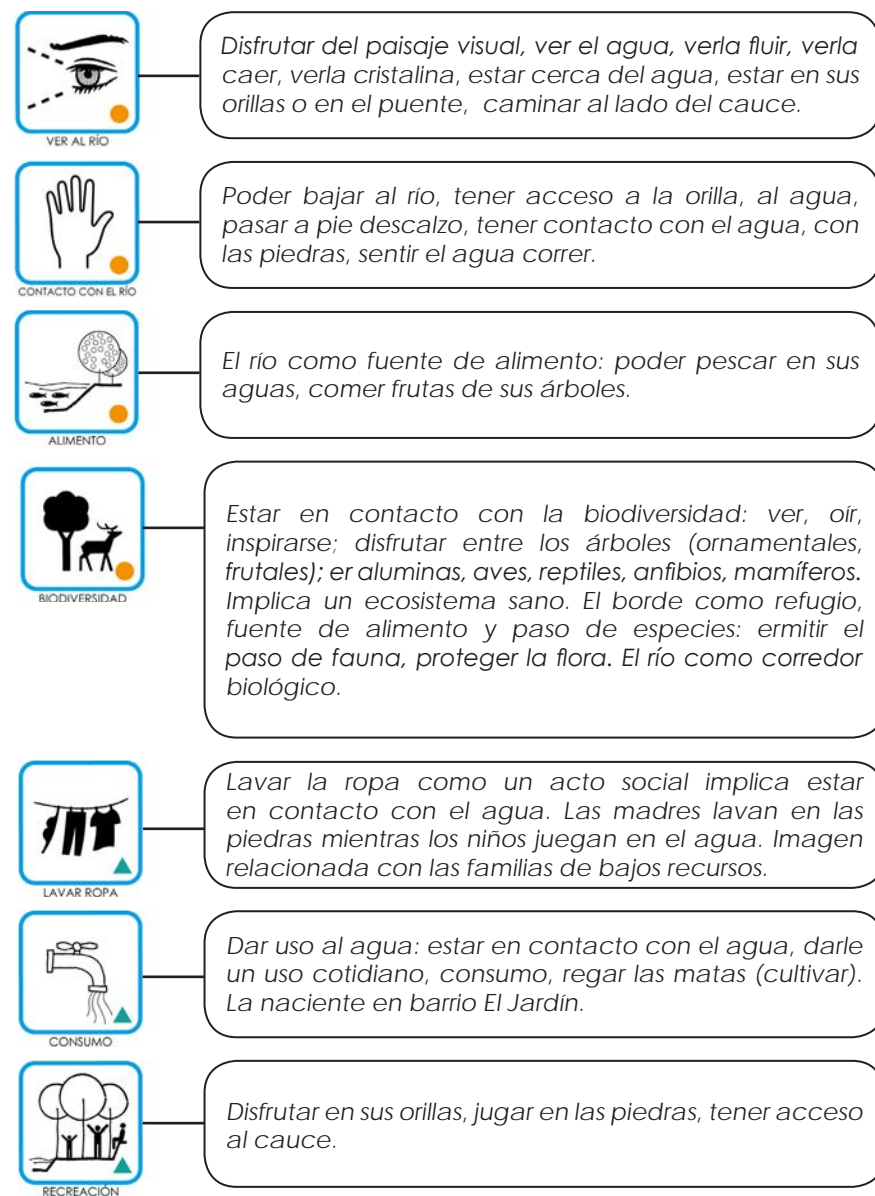 Disfrutar del paisaje visual, ver el agua, verla fluir, verla
caer, verla cristalina, estar cerca del agua, estar en sus
orillas o en el puente, caminar al lado del cauce.
VER AL RÍO
Poder bajar al río, tener acceso a la orilla, al agua,
pasar a pie descalzo, tener contacto con el agua, con
las piedras, sentir el agua correr.
CONTACTO CON EL RÍO
El río como fuente de alimento: poder pescar en sus
aguas, comer frutas de sus árboles.
ALIMENTO
Estar en contacto con la biodiversidad: ver, oír,
inspirarse; disfrutar entre los árboles (ornamentales,
frutales); er aluminas, aves, reptiles, anfibios, mamíferos.
Implica un ecosistema sano. El borde como refugio,
fuente de alimento y paso de especies: ermitir el
paso de fauna, proteger la flora. El río como corredor
biológico.
BIODIVERSIDAD
Lavar la ropa como un acto social implica estar
en contacto con el agua. Las madres lavan en las
piedras mientras los niños juegan en el agua. Imagen
relacionada con las familias de bajos recursos.
LAVAR ROPA
Dar uso al agua: estar en contacto con el agua, darle
un uso cotidiano, consumo, regar las matas (cultivar).
La naciente en barrio El Jardín.
CONSUMO
Disfrutar en sus orillas, jugar en las piedras, tener acceso
al cauce.
RECREACIÓN